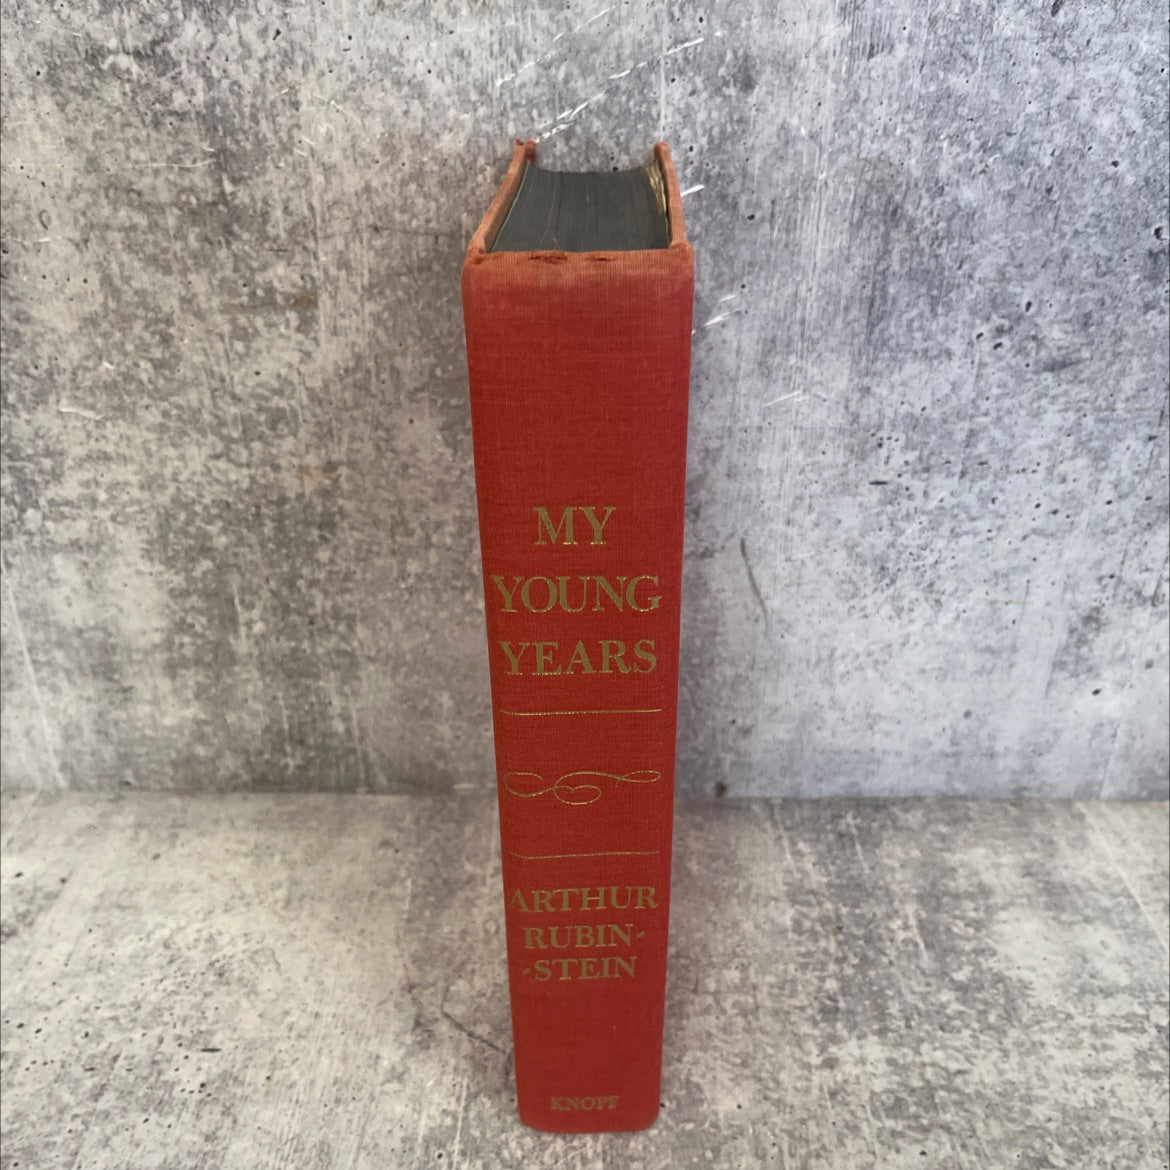 MY
YOUNG
YEARS
ARTHUR
RUBIN-
-STEIN
KNOPF